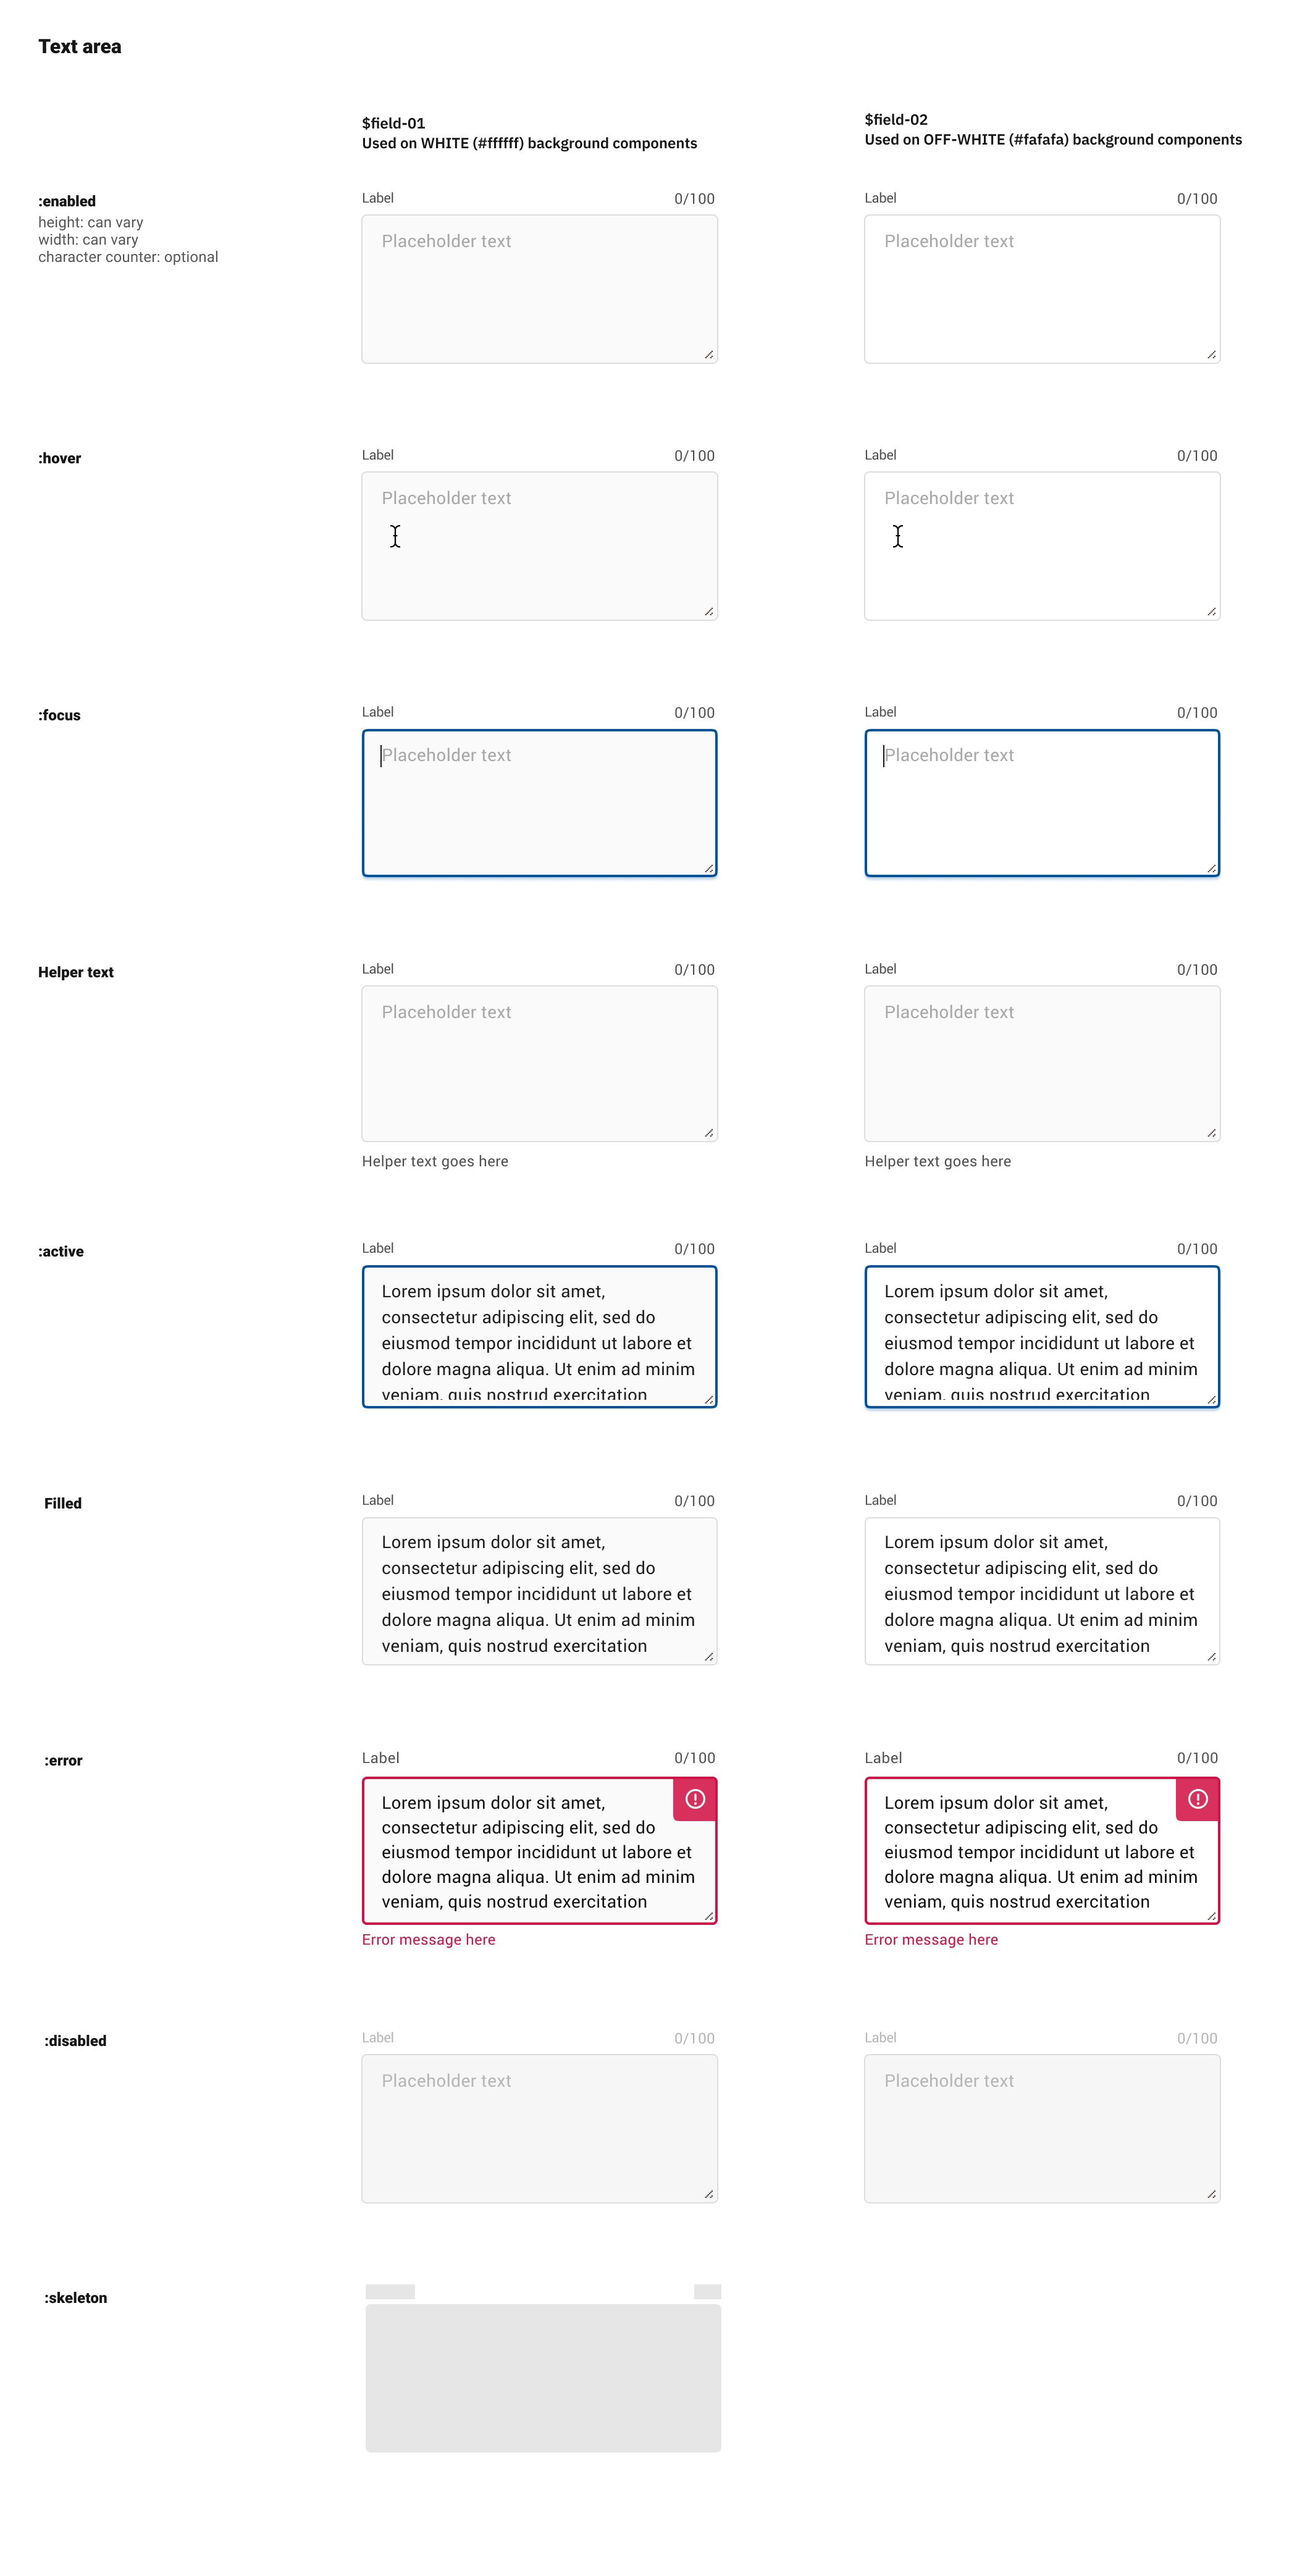 Text area
$field-01
Used on WHITE (#ffffff) background components
$field-02
Used on OFF-WHITE (#fafafa) background components
:enabled
height: can vary
width: can vary
character counter: optional
Label 0/100
Placeholder text
Label 0/100
Placeholder text
:hover
Label 0/100
Placeholder text
Label 0/100
Placeholder text
:focus
Label 0/100
Placeholder text
Label 0/100
Placeholder text
Helper text
Label 0/100
Placeholder text
Helper text goes here
Label 0/100
Placeholder text
Helper text goes here
:active
Label 0/100
Lorem ipsum dolor sit amet,
consectetur adipiscing elit, sed do
eiusmod tempor incididunt ut labore et
dolore magna aliqua. Ut enim ad minim
veniam, quis nostrud exercitation
Label 0/100
Lorem ipsum dolor sit amet,
consectetur adipiscing elit, sed do
eiusmod tempor incididunt ut labore et
dolore magna aliqua. Ut enim ad minim
veniam, quis nostrud exercitation
Filled
Label 0/100
Lorem ipsum dolor sit amet,
consectetur adipiscing elit, sed do
eiusmod tempor incididunt ut labore et
dolore magna aliqua. Ut enim ad minim
veniam, quis nostrud exercitation
Label 0/100
Lorem ipsum dolor sit amet,
consectetur adipiscing elit, sed do
eiusmod tempor incididunt ut labore et
dolore magna aliqua. Ut enim ad minim
veniam, quis nostrud exercitation
:error
Label 0/100
Lorem ipsum dolor sit amet,
consectetur adipiscing elit, sed do
eiusmod tempor incididunt ut labore et
dolore magna aliqua. Ut enim ad minim
veniam, quis nostrud exercitation
Error message here
Label 0/100
Lorem ipsum dolor sit amet,
consectetur adipiscing elit, sed do
eiusmod tempor incididunt ut labore et
dolore magna aliqua. Ut enim ad minim
veniam, quis nostrud exercitation
Error message here
:disabled
Label 0/100
Placeholder text
Label 0/100
Placeholder text
:skeleton